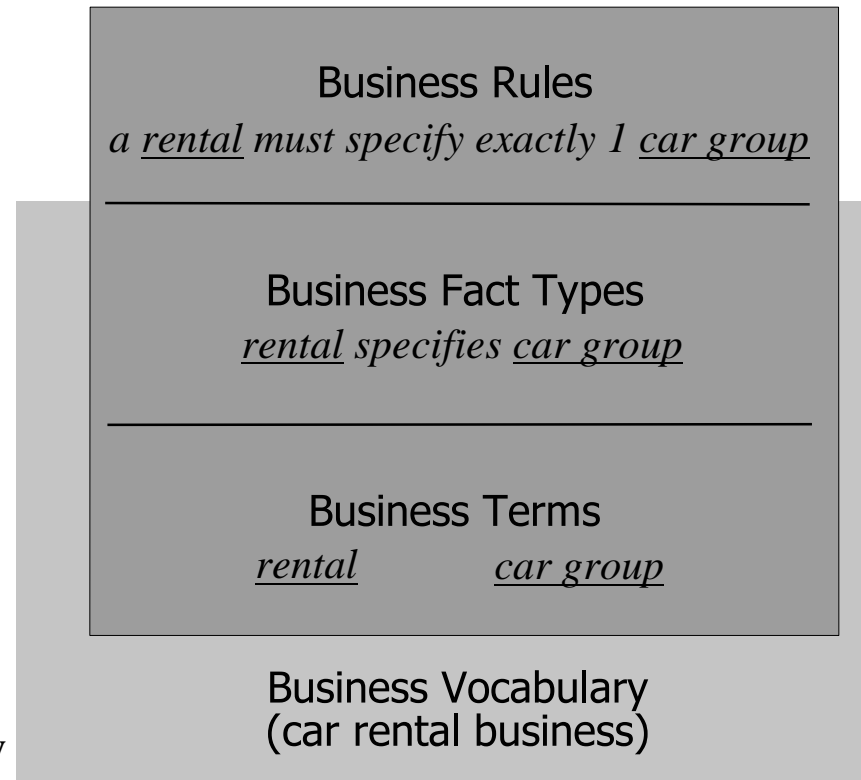 Business Rules
a rental must specify exactly 1 car group
Business Fact Types
rental specifies car group
Business Terms
rental car group
Business Vocabulary
(car rental business)